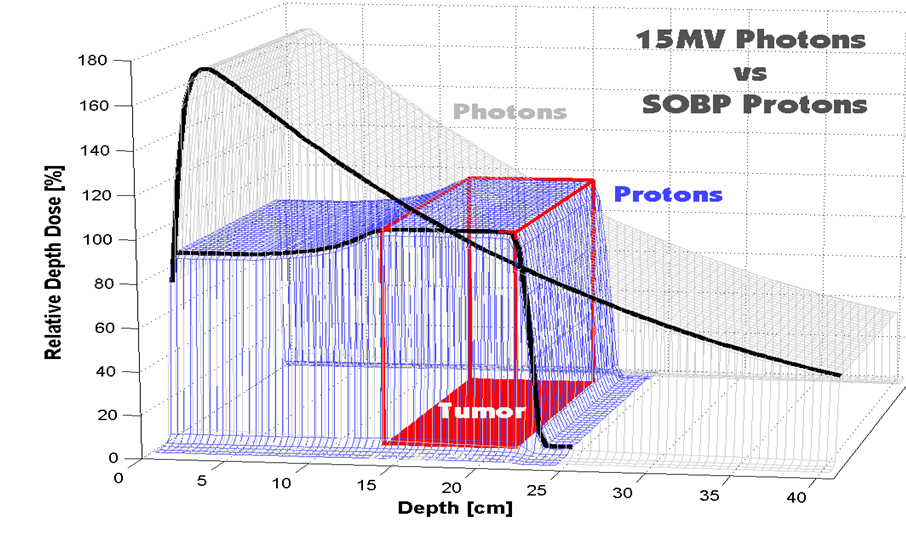 15MV Photons
vs
SOBP Protons
Photons
Protons
Tumor
Relative Depth Dose [%]
180
160
140
120
100
80
60
40
20
0
0
5
10
15
20
25
30
35
40
Depth [cm]